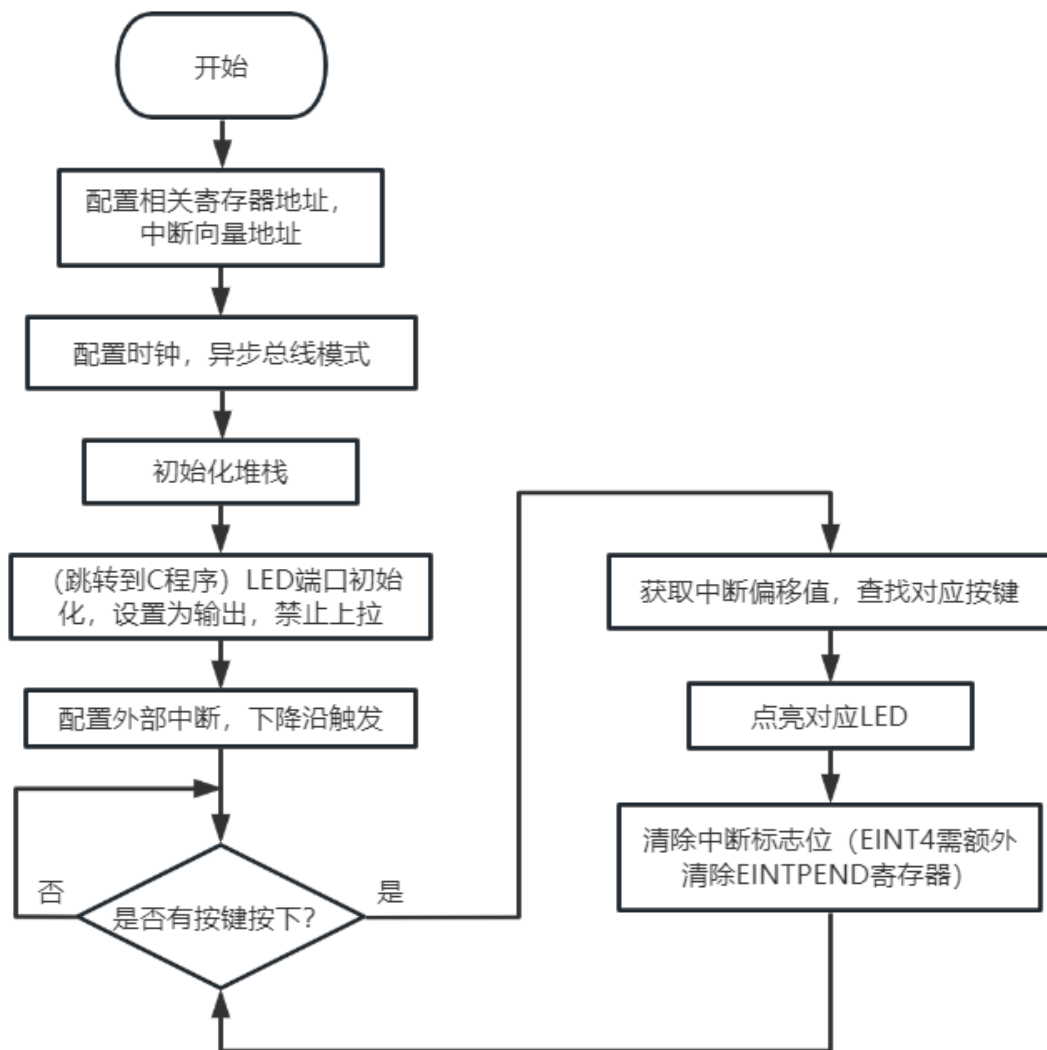 开始
配置相关寄存器地址，
中断向量地址
配置时钟，异步总线模式
初始化堆栈
（跳转到C程序）LED端口初始
化，设置为输出，禁止上拉
配置外部中断，下降沿触发
是否有按键按下？
否
是
获取中断偏移值，查找对应按键
点亮对应LED
清除中断标志位（EINT4需额外
清除EINTPEND寄存器）